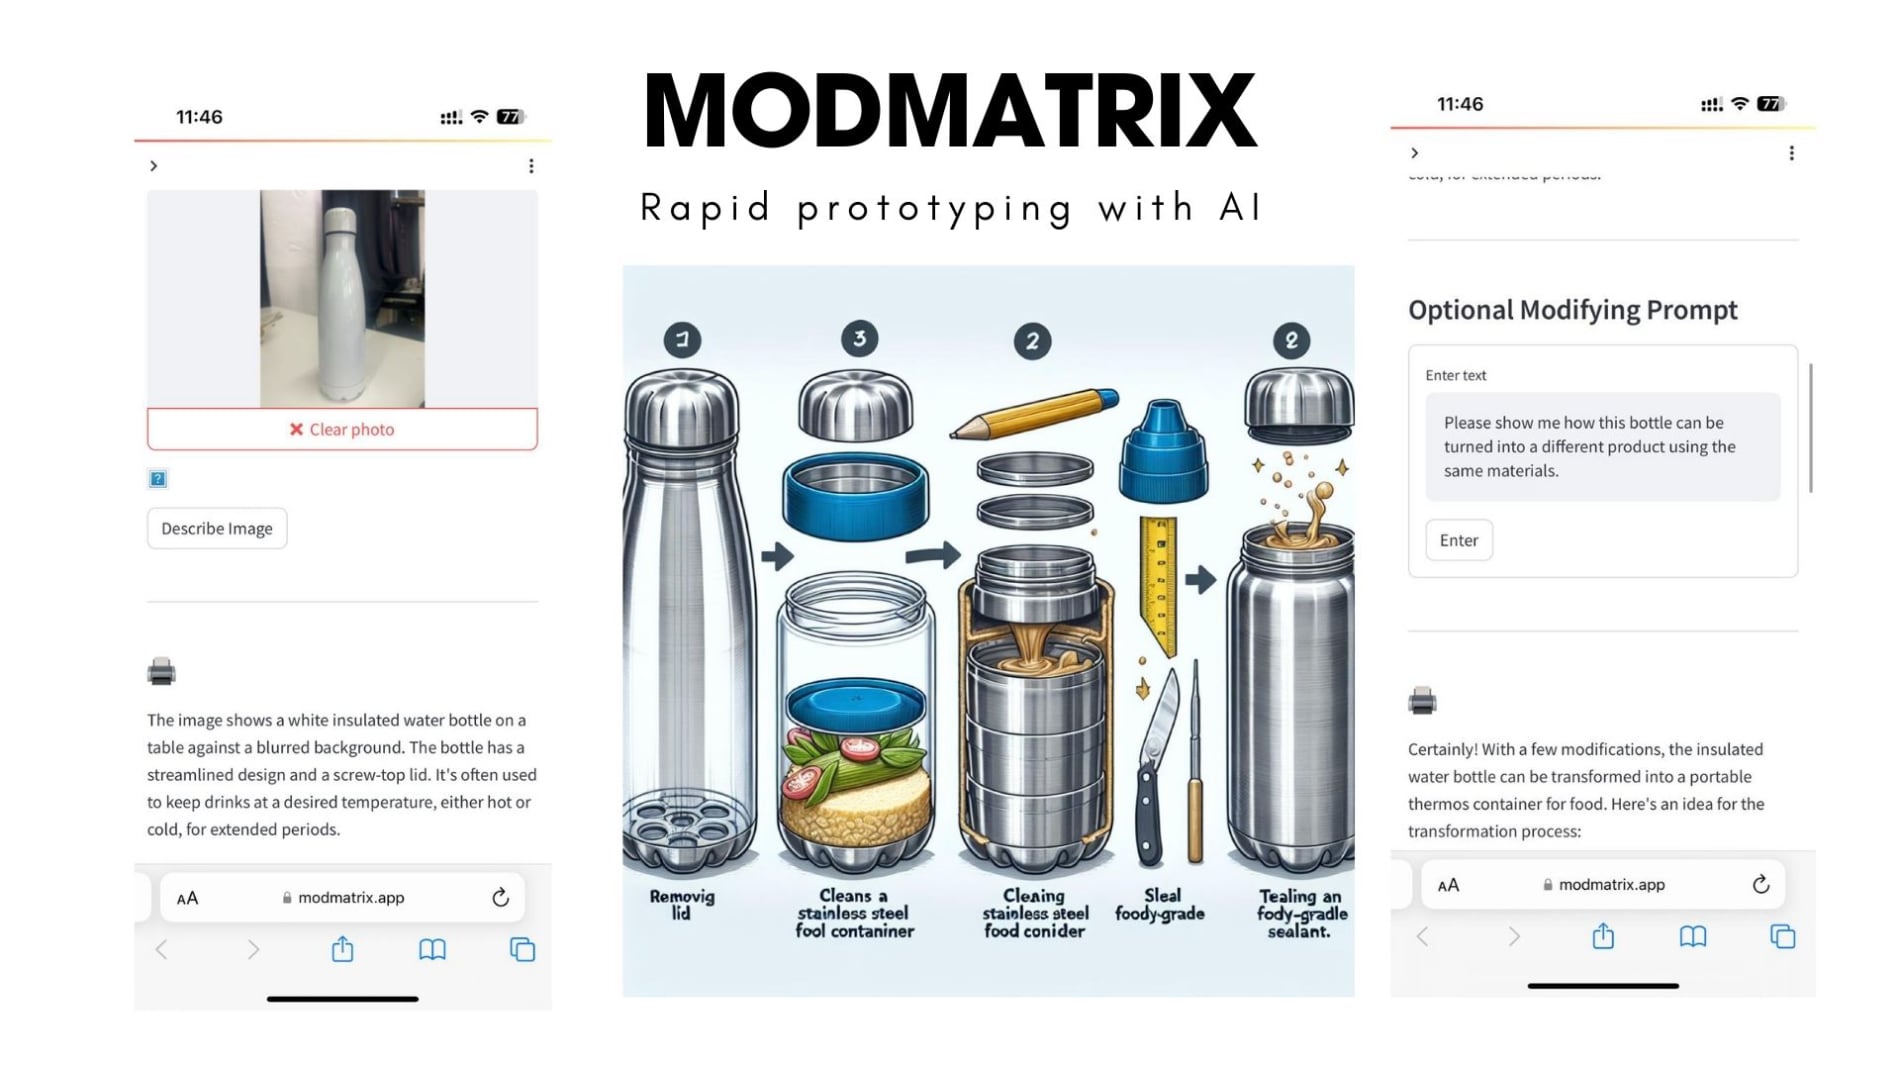 MODMATRIX
Rapid prototyping with AI
11:46
77
Clear photo
?
Describe Image
The image shows a white insulated water bottle on a
table against a blurred background. The bottle has a
streamlined design and a screw-top lid. It's often used
to keep drinks at a desired temperature, either hot or
cold, for extended periods.
AA
modmatrix.app
3
2
Removig
lid
Cleans a
stainless steel
fool contaniner
Clening
stainless steel
food conider
Sleal
foody-grade
Tealing an
fody-gradle
sealant.
11:46
77
cold, for extended periods.
Optional Modifying Prompt
Enter text
Please show me how this bottle can be
turned into a different product using the
same materials.
Enter
Certainly! With a few modifications, the insulated
water bottle can be transformed into a portable
thermos container for food. Here's an idea for the
transformation process:
AA
modmatrix.app